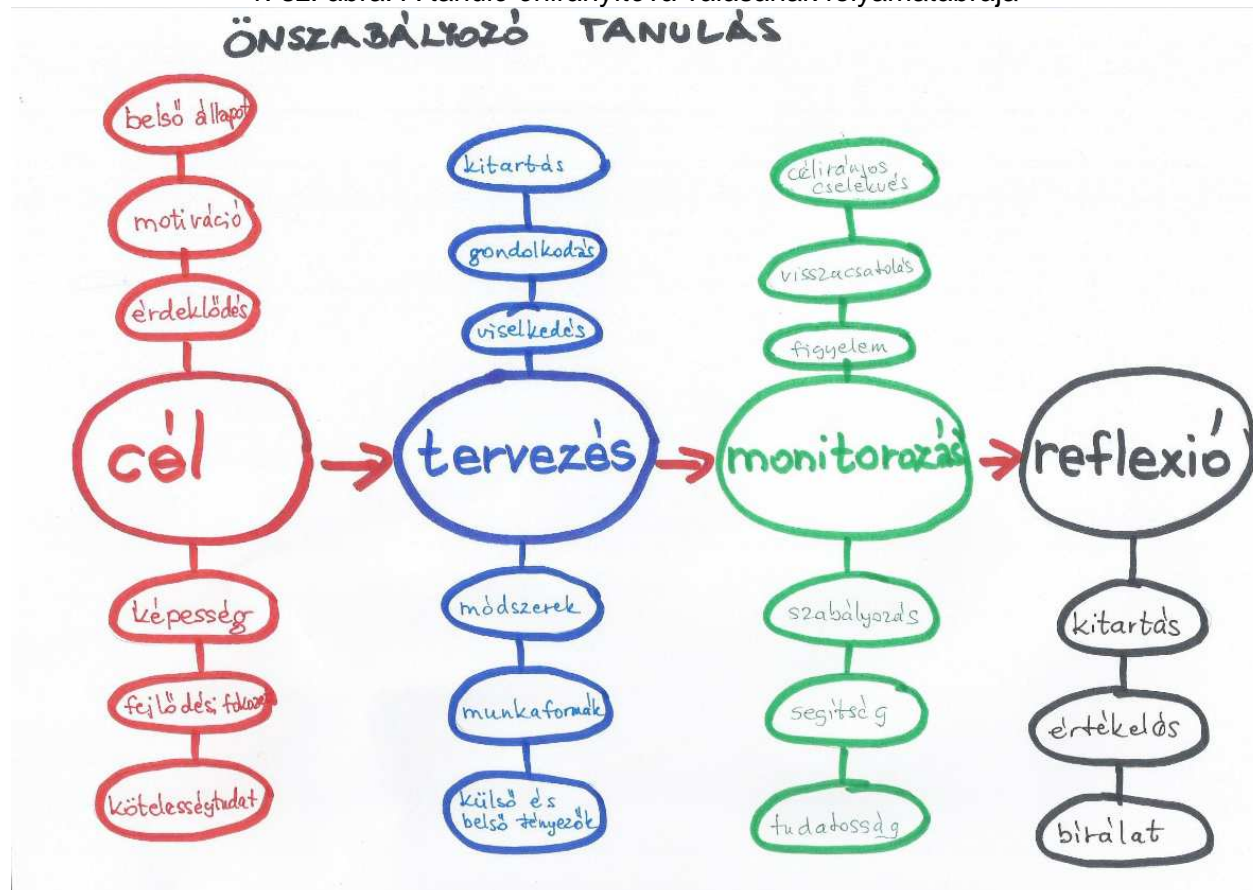 ÖNSZABÁLYOZÓ TANULÁS
belső állapot
motiváció
érdeklődés
cél
képesség
fejlődési fokozat
kötelességtudat
kitartás
gondolkodás
viselkedés
tervezés
módszerek
munkaformák
külső és
belső tényezők
célirányos
cselekvés
visszacsatolás
figyelem
monitorozás
szabályozás
segítség
tudatosság
reflexió
kitartás
értékelés
bírálat